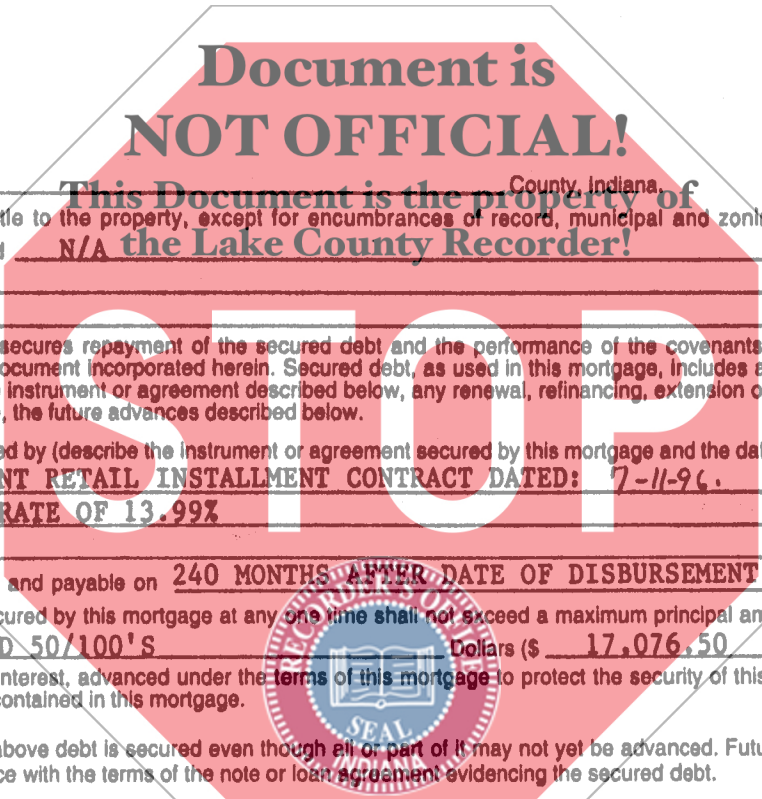 Document is
NOT OFFICIAL!
County, Indiana.
This Document is the property of
tle to the property, except for encumbrances of record, municipal and zonin
N/A
the Lake County Recorder!
STOP
secures repayment of the secured debt and the performance of the covenants
ocument incorporated herein. Secured debt, as used in this mortgage, includes a
instrument or agreement described below, any renewal, refinancing, extension o
, the future advances described below.
ed by (describe the instrument or agreement secured by this mortgage and the dat
NT RETAIL INSTALLMENT CONTRACT DATED: 7-11-96.
RATE OF 13.99%
and payable on 240 MONTHS AFTER DATE OF DISBURSEMENT
cured by this mortgage at any one time shall not exceed a maximum principal am
D 50/100'S Dollars ($ 17,076.50
nterest, advanced under the terms of this mortgage to protect the security of this
contained in this mortgage.
RECORDER'S OFFICE
SEAL
INDIANA
above debt is secured even though all or part of it may not yet be advanced. Futu
ce with the terms of the note or loan agreement evidencing the secured debt.